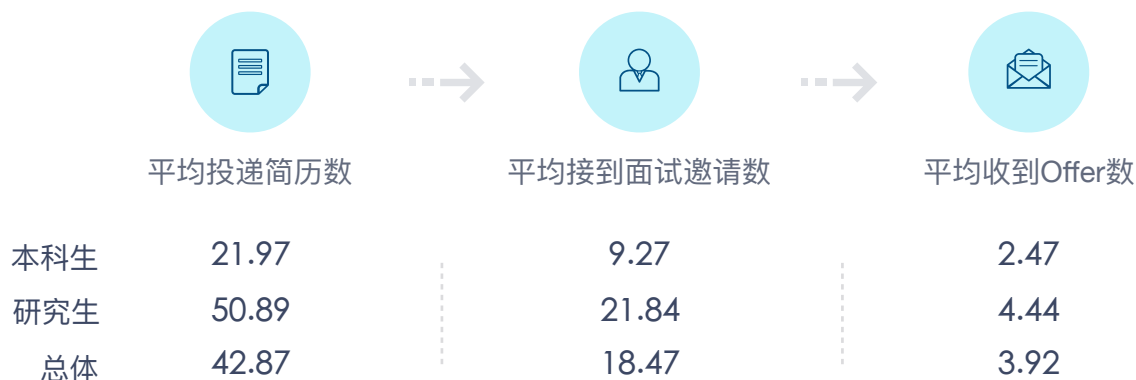 平均投递简历数 平均接到面试邀请数 平均收到Offer数
本科生 21.97 9.27 2.47
研究生 50.89 21.84 4.44
总体 42.87 18.47 3.92